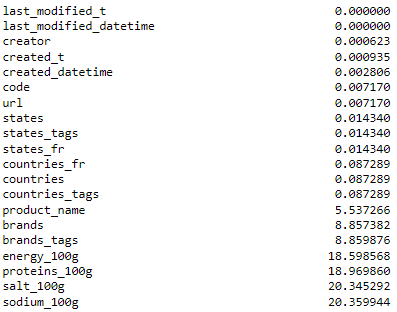 last_modified_t 0.000000
last_modified_datetime 0.000000
creator 0.000623
created_t 0.000935
created_datetime 0.002806
code 0.007170
url 0.007170
states 0.014340
states_tags 0.014340
states_fr 0.014340
countries_fr 0.087289
countries 0.087289
countries_tags 0.087289
product_name 5.537266
brands 8.857382
brands_tags 8.859876
energy_100g 18.598568
proteins_100g 18.969860
salt_100g 20.345292
sodium_100g 20.359944